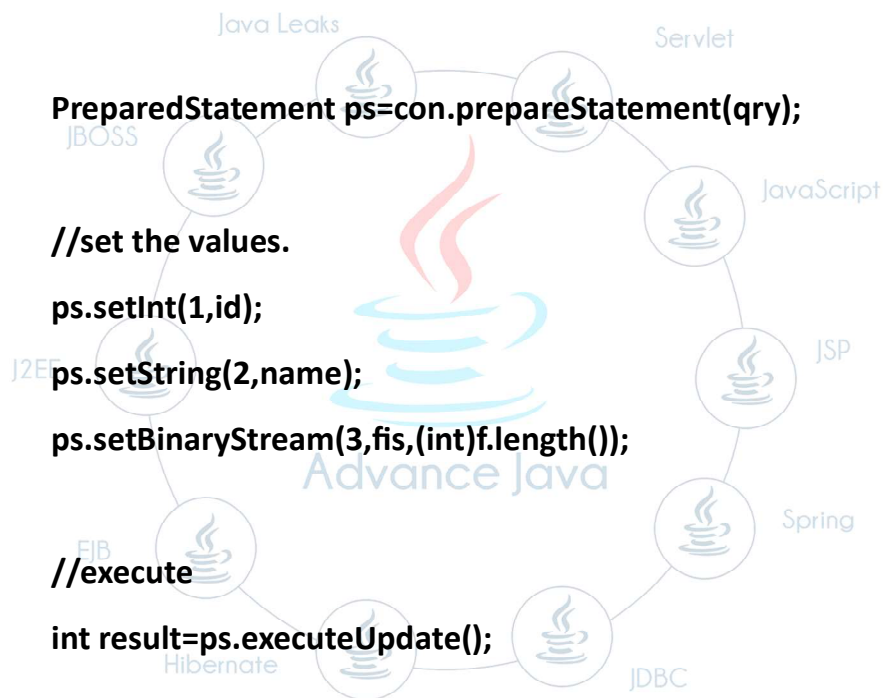 Java Leaks
Servlet
PreparedStatement ps=con.prepareStatement(qry);
JBOSS
JavaScript
//set the values.
ps.setInt(1,id);
JSP
J2EE
ps.setString(2,name);
ps.setBinaryStream(3,fis,(int)f.length());
Advance Java
Spring
EJB
//execute
int result=ps.executeUpdate();
Hibernate
JDBC